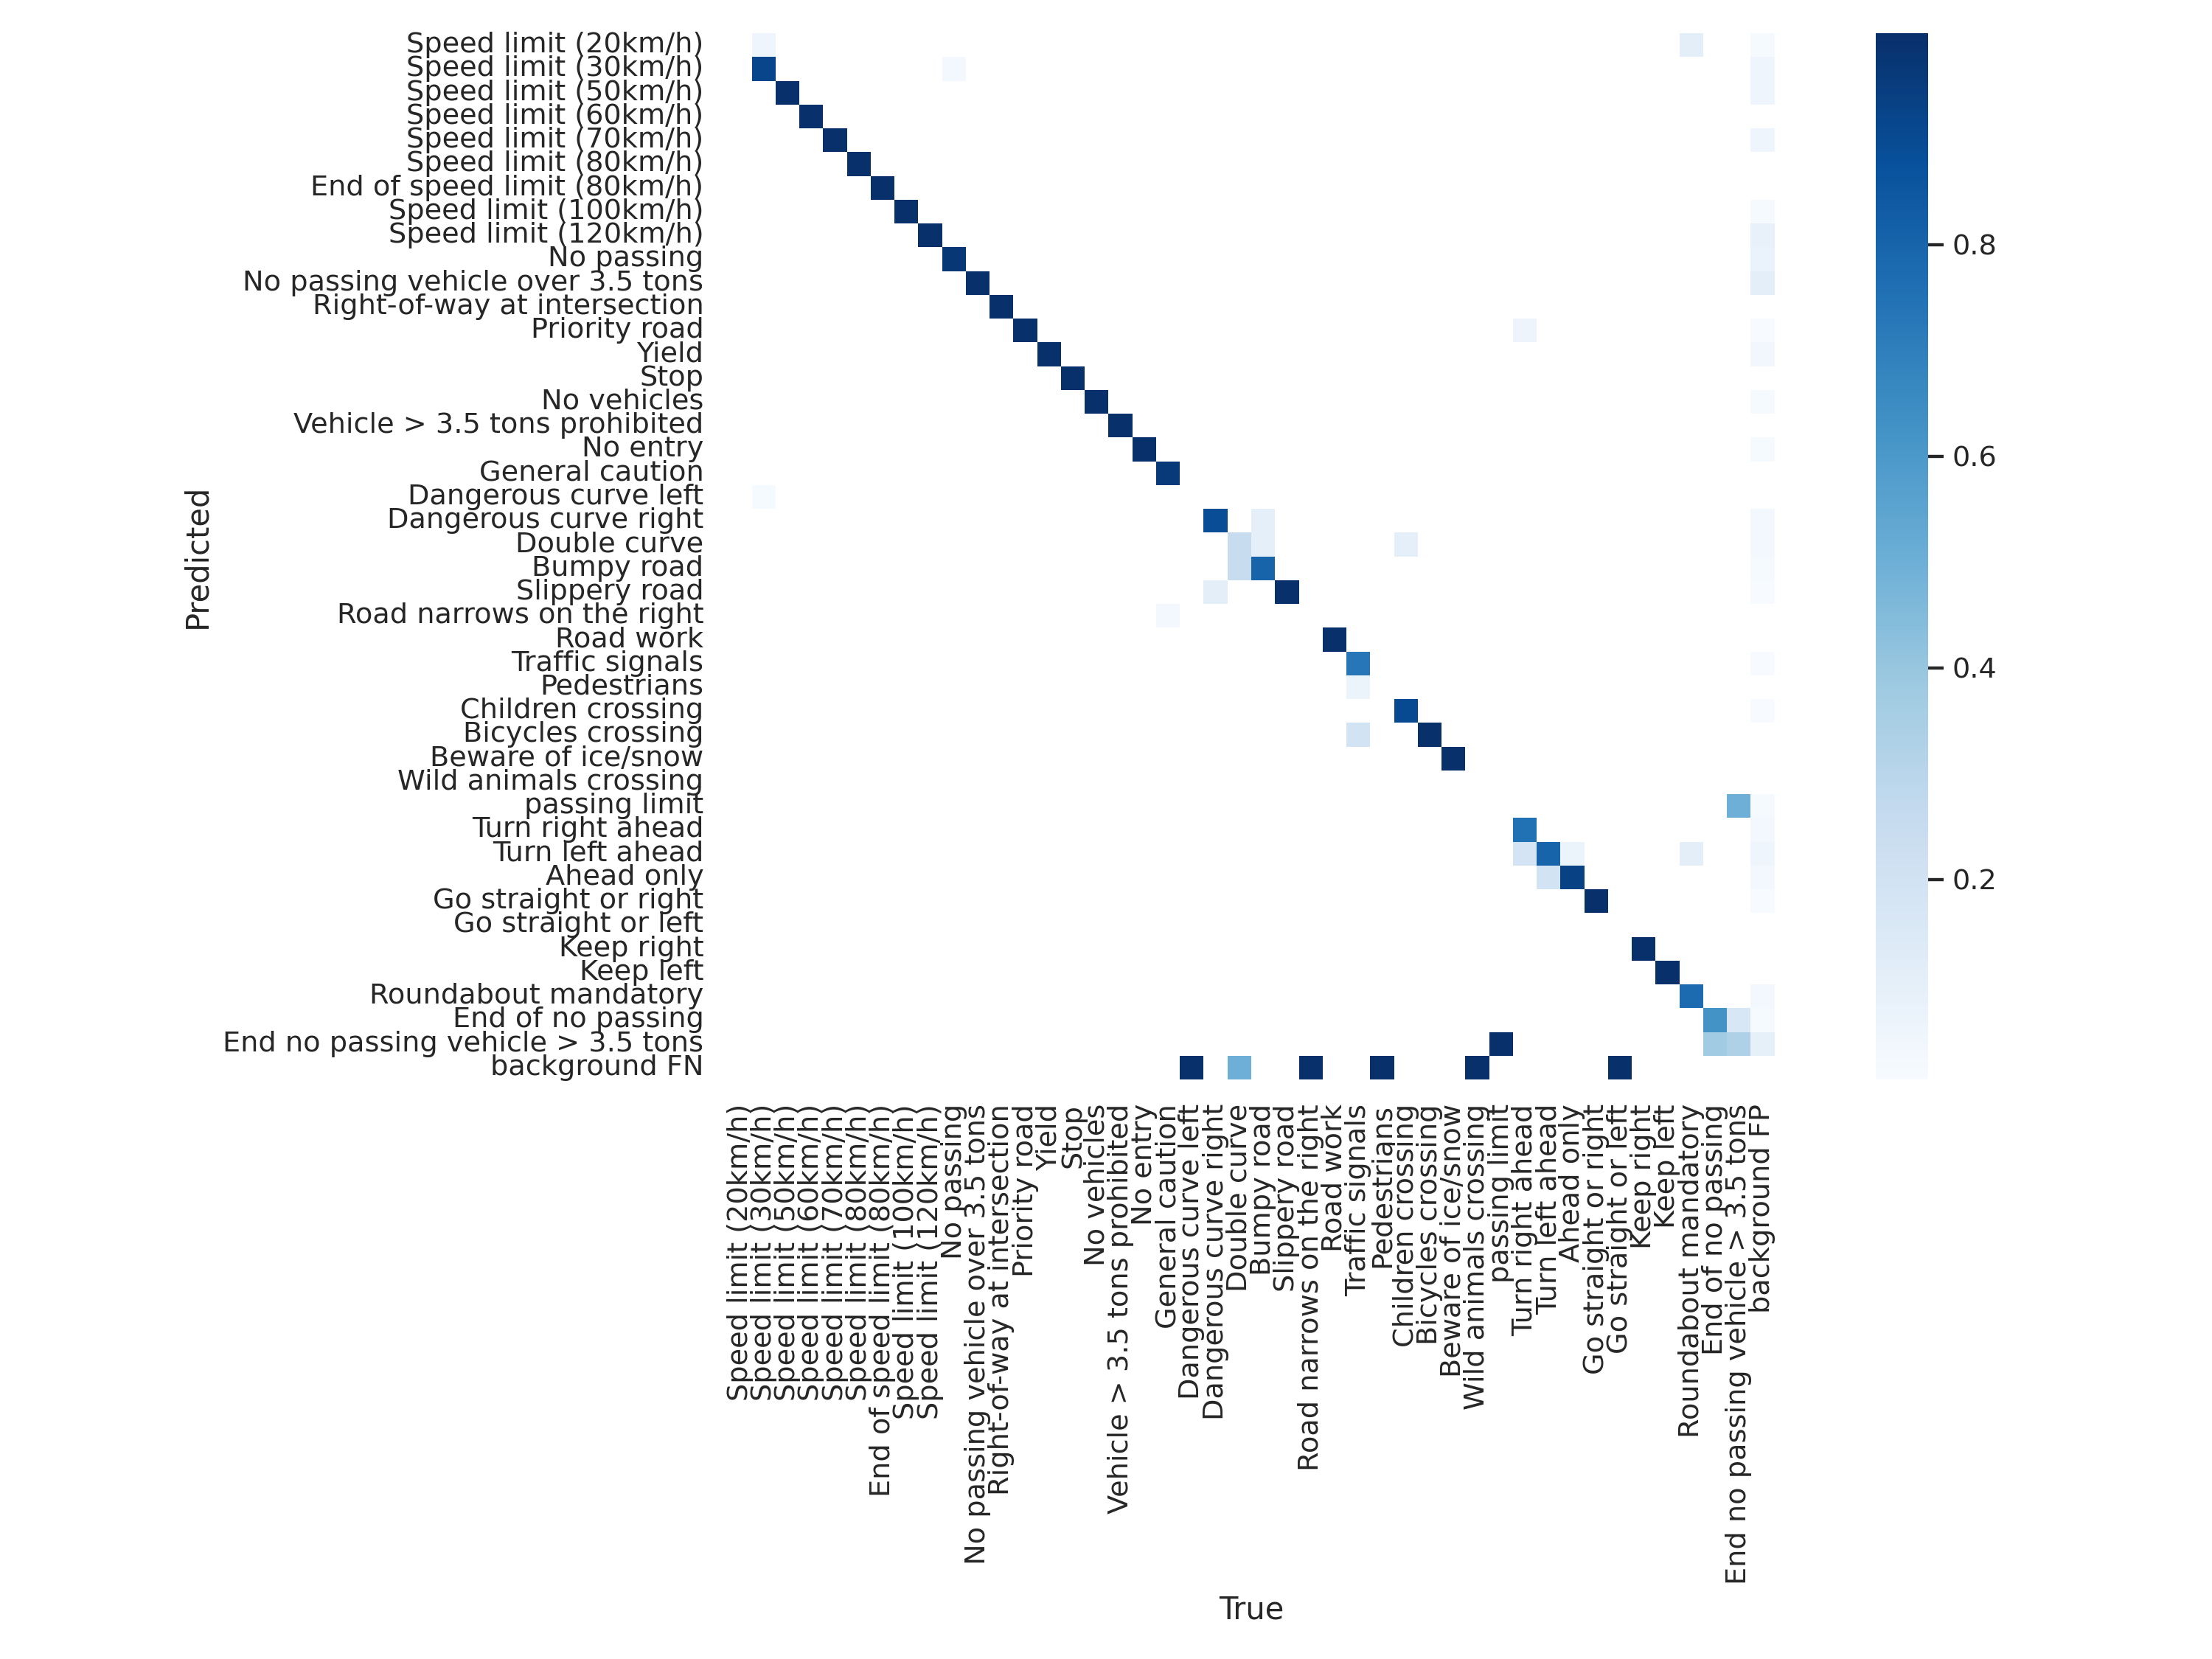 Speed limit (20km/h)
Speed limit (30km/h)
Speed limit (50km/h)
Speed limit (60km/h)
Speed limit (70km/h)
Speed limit (80km/h)
End of speed limit (80km/h)
Speed limit (100km/h)
Speed limit (120km/h)
No passing
No passing vehicle over 3.5 tons
Right-of-way at intersection
Priority road
Yield
Stop
No vehicles
Vehicle > 3.5 tons prohibited
No entry
General caution
Dangerous curve left
Dangerous curve right
Double curve
Bumpy road
Slippery road
Road narrows on the right
Road work
Traffic signals
Pedestrians
Children crossing
Bicycles crossing
Beware of ice/snow
Wild animals crossing
passing limit
Turn right ahead
Turn left ahead
Ahead only
Go straight or right
Go straight or left
Keep right
Keep left
Roundabout mandatory
End of no passing
End no passing vehicle > 3.5 tons
background FN
Predicted
0.8
0.6
0.4
0.2
Speed limit (20km/h)
Speed limit (30km/h)
Speed limit (50km/h)
Speed limit (60km/h)
Speed limit (70km/h)
Speed limit (80km/h)
End of speed limit (80km/h)
Speed limit (100km/h)
Speed limit (120km/h)
No passing
No passing vehicle over 3.5 tons
Right-of-way at intersection
Priority road
Yield
Stop
No vehicles
Vehicle > 3.5 tons prohibited
No entry
General caution
Dangerous curve left
Dangerous curve right
Double curve
Bumpy road
Slippery road
Road narrows on the right
Road work
Traffic signals
Pedestrians
Children crossing
Bicycles crossing
Beware of ice/snow
Wild animals crossing
passing limit
Turn right ahead
Turn left ahead
Ahead only
Go straight or right
Go straight or left
Keep right
Keep left
Roundabout mandatory
End of no passing
End no passing vehicle > 3.5 tons
background FP
True